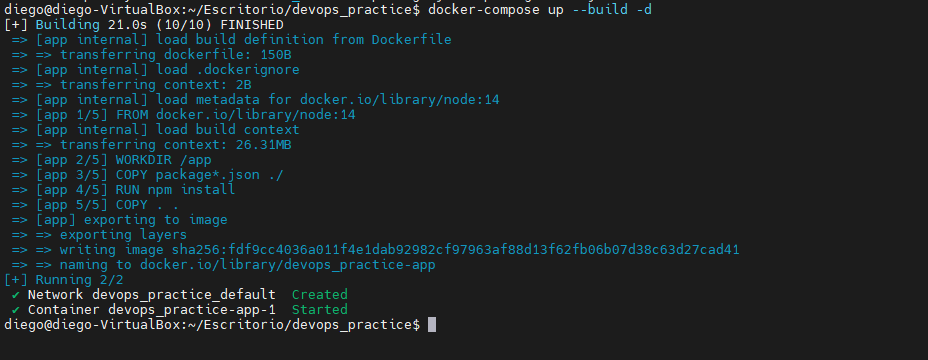 diego@diego-VirtualBox:~/Escritorio/devops_practice$ docker-compose up --build -d
[+] Building 21.0s (10/10) FINISHED
=> [app internal] load build definition from Dockerfile
=> => transferring dockerfile: 150B
=> [app internal] load .dockerignore
=> => transferring context: 2B
=> [app internal] load metadata for docker.io/library/node:14
=> [app 1/5] FROM docker.io/library/node:14
=> [app internal] load build context
=> => transferring context: 26.31MB
=> [app 2/5] WORKDIR /app
=> [app 3/5] COPY package*.json ./
=> [app 4/5] RUN npm install
=> [app 5/5] COPY . .
=> [app] exporting to image
=> => exporting layers
=> => writing image sha256:fdf9cc4036a011f4e1dab92982cf97963af88d13f62fb06b07d38c63d27cad41
=> => naming to docker.io/library/devops_practice-app
[+] Running 2/2
✔ Network devops_practice_default  Created
✔ Container devops_practice-app-1  Started
diego@diego-VirtualBox:~/Escritorio/devops_practice$